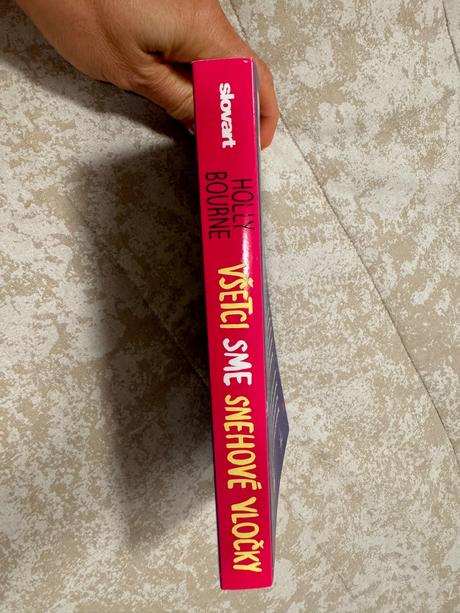 slovart
HOLLY
BOURNE
VŠETCI SME SNEHOVÉ VLOČKY